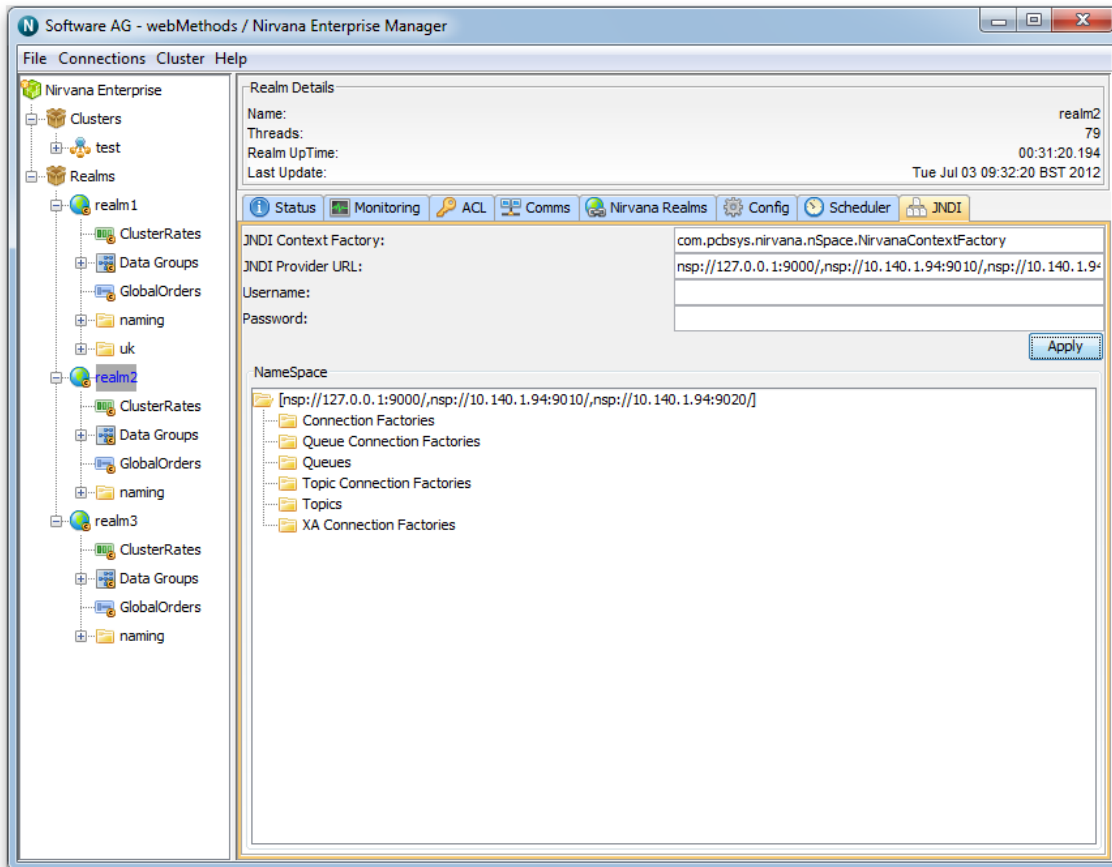 Software AG - webMethods / Nirvana Enterprise Manager
File Connections Cluster Help
Nirvana Enterprise
Clusters
test
Realms
realm1
ClusterRates
Data Groups
GlobalOrders
naming
uk
realm2
ClusterRates
Data Groups
GlobalOrders
naming
realm3
ClusterRates
Data Groups
GlobalOrders
naming
Realm Details
Name: realm2
Threads: 79
Realm UpTime: 00:31:20.194
Last Update: Tue Jul 03 09:32:20 BST 2012
Status Monitoring ACL Comms Nirvana Realms Config Scheduler JNDI
JNDI Context Factory: com.pcbsys.nirvana.nSpace.NirvanaContextFactory
JNDI Provider URL: nsp://127.0.0.1:9000/,nsp://10.140.1.94:9010/,nsp://10.140.1.94
Username:
Password:
Apply
NameSpace
[nsp://127.0.0.1:9000/,nsp://10.140.1.94:9010/,nsp://10.140.1.94:9020/]
Connection Factories
Queue Connection Factories
Queues
Topic Connection Factories
Topics
XA Connection Factories